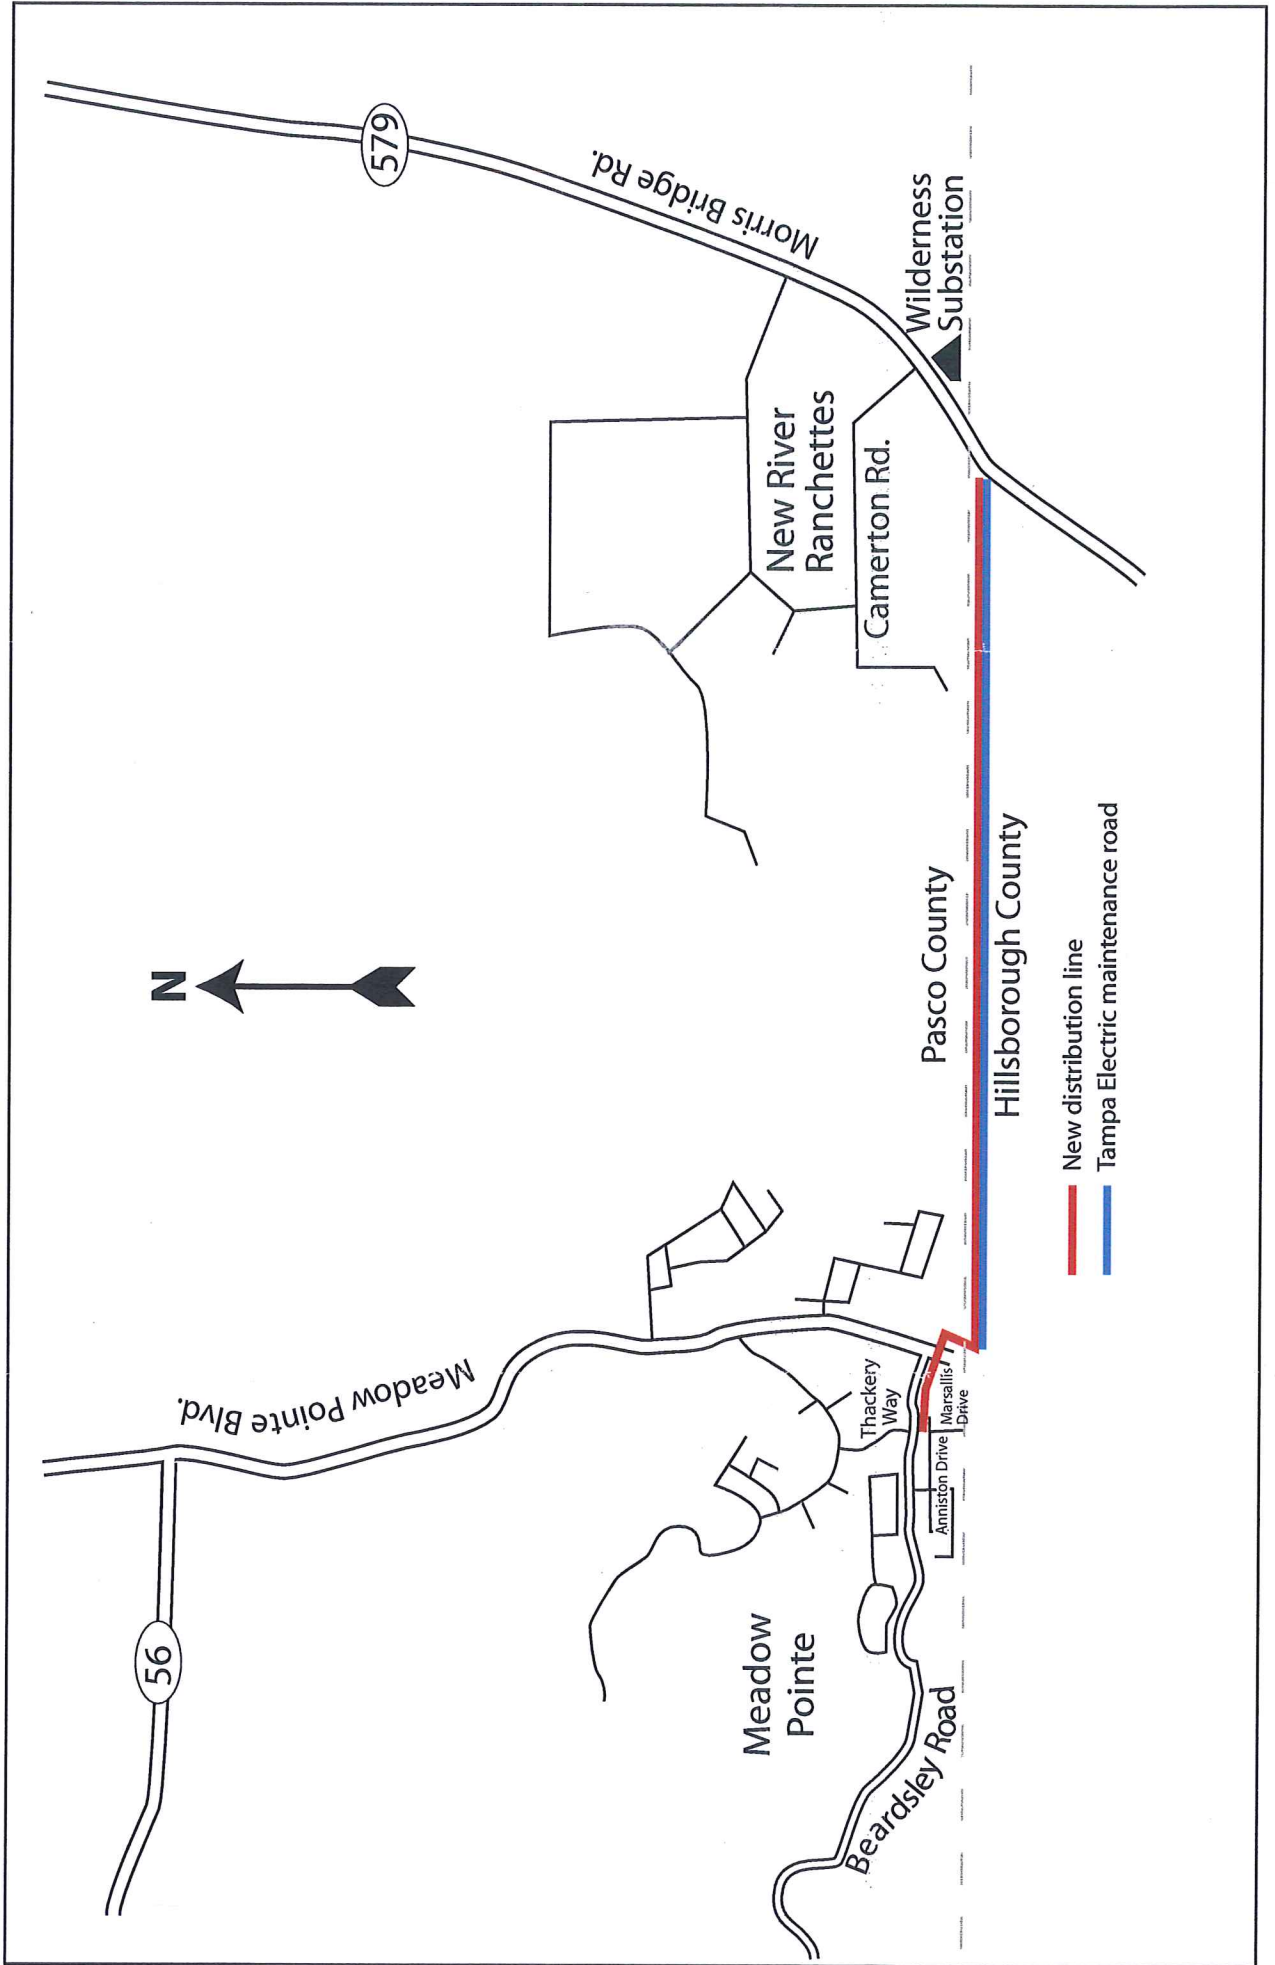 56
N
Meadow Pointe Blvd.
579
Morris Bridge Rd.
Meadow
Pointe
New River
Ranchettes
Thackery
Way
Camerton Rd.
Beardsley Road
Anniston Drive
Marsallis
Drive
Pasco County
Wilderness
Substation
Hillsborough County
New distribution line
Tampa Electric maintenance road